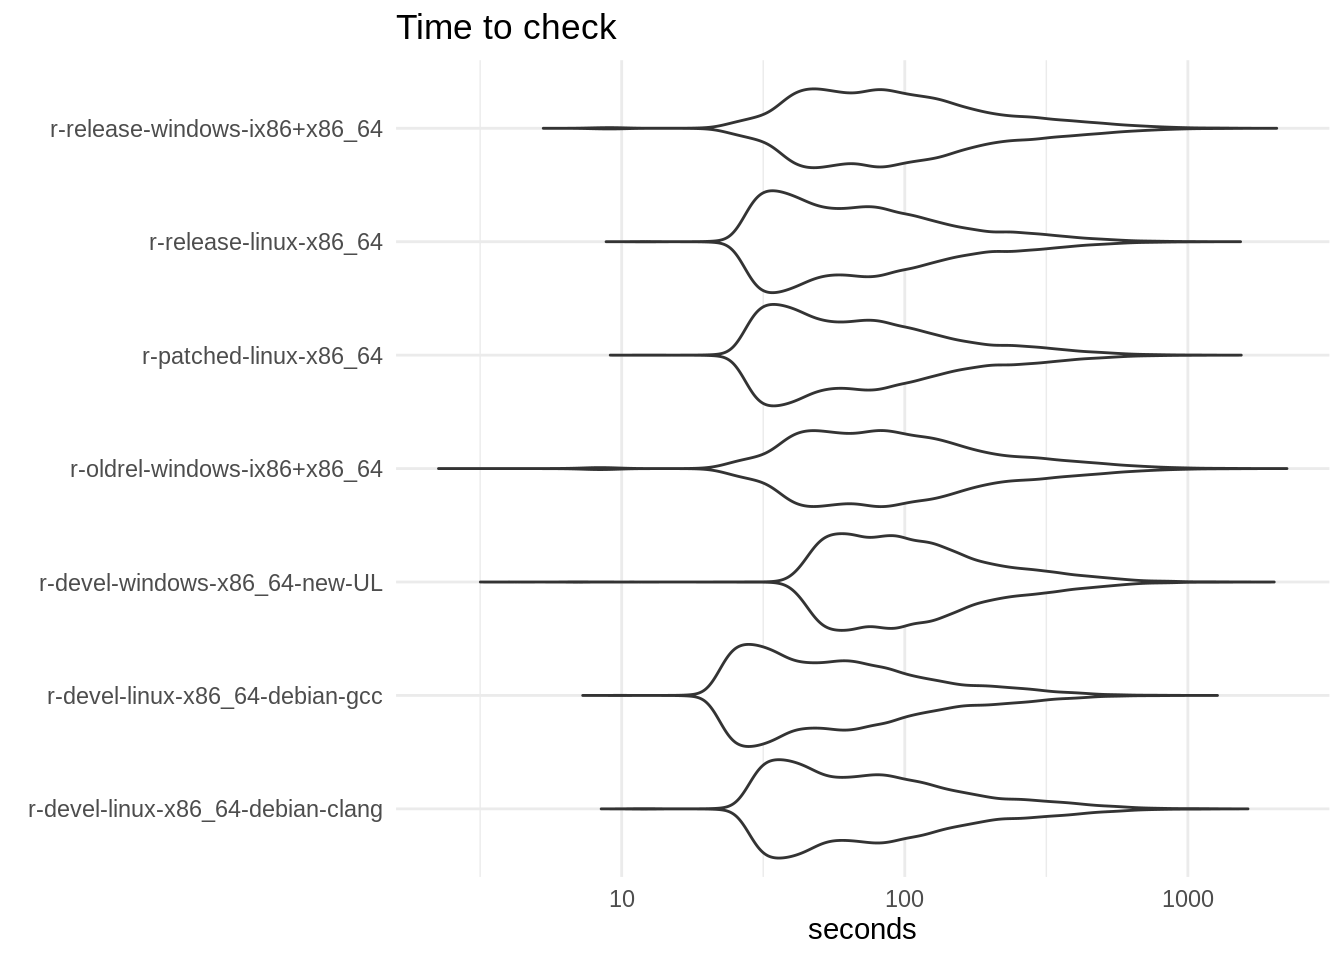 Time to check
r-release-windows-ix86+x86_64
r-release-linux-x86_64
r-patched-linux-x86_64
r-oldrel-windows-ix86+x86_64
r-devel-windows-x86_64-new-UL
r-devel-linux-x86_64-debian-gcc
r-devel-linux-x86_64-debian-clang
10 100 1000
seconds